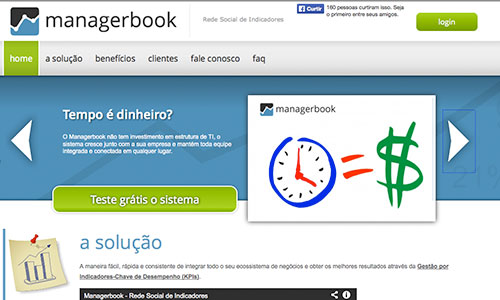 managerbook
Rede Social de Indicadores
Curtir
160 pessoas curtiram isso. Seja
o primeiro entre seus amigos.
login
home a solução benefícios clientes fale conosco faq
Tempo é dinheiro?
O Managerbook não tem investimento em estrutura de TI, o
sistema cresce junto com a sua empresa e mantém toda equipe
integrada e conectada em qualquer lugar.
managerbook
= $
Teste grátis o sistema
a solução
A maneira fácil, rápida e consistente de integrar todo o seu ecossistema de negócios e obter os melhores resultados através da Gestão por
Indicadores-Chave de Desempenho (KPIs).
Managerbook - Rede Social de Indicadores